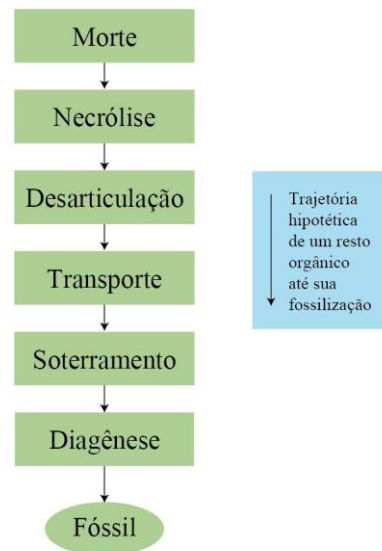 Morte
Necrólise
Desarticulação
Transporte
Soterramento
Diagênese
Fóssil
Trajetória
hipotética
de um resto
orgânico
até sua
fossilização